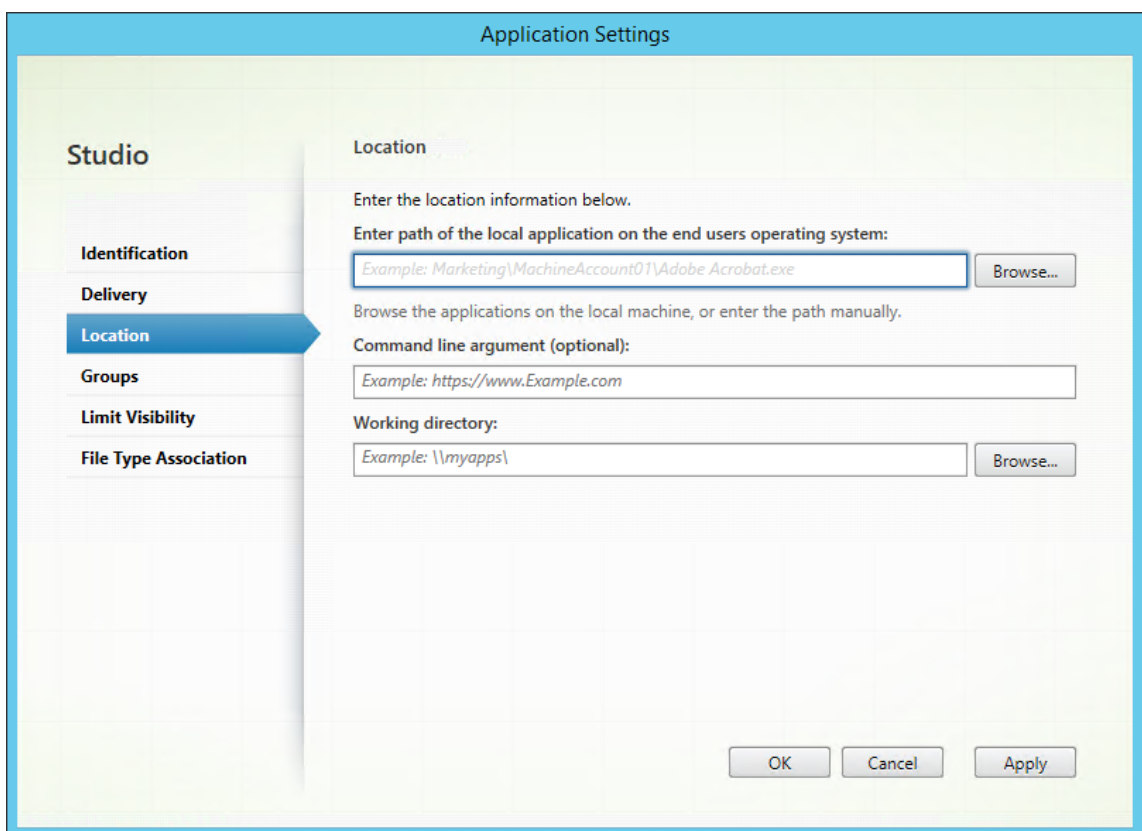 Application Settings
Studio
Identification
Delivery
Location
Groups
Limit Visibility
File Type Association
Location
Enter the location information below.
Enter path of the local application on the end users operating system:
Example: Marketing\MachineAccount01\Adobe Acrobat.exe
Browse...
Browse the applications on the local machine, or enter the path manually.
Command line argument (optional):
Example: https://www.Example.com
Working directory:
Example: \\myapps\
Browse...
OK
Cancel
Apply